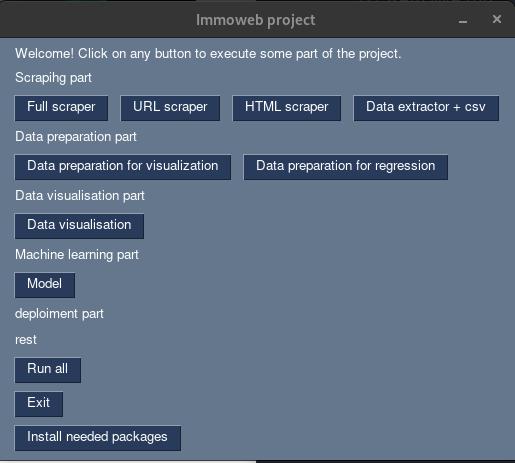 Immoweb project
Welcome! Click on any button to execute some part of the project.
Scrapihg part
Full scraper URL scraper HTML scraper Data extractor + csv
Data preparation part
Data preparation for visualization Data preparation for regression
Data visualisation part
Data visualisation
Machine learning part
Model
deploiment part
rest
Run all
Exit
Install needed packages